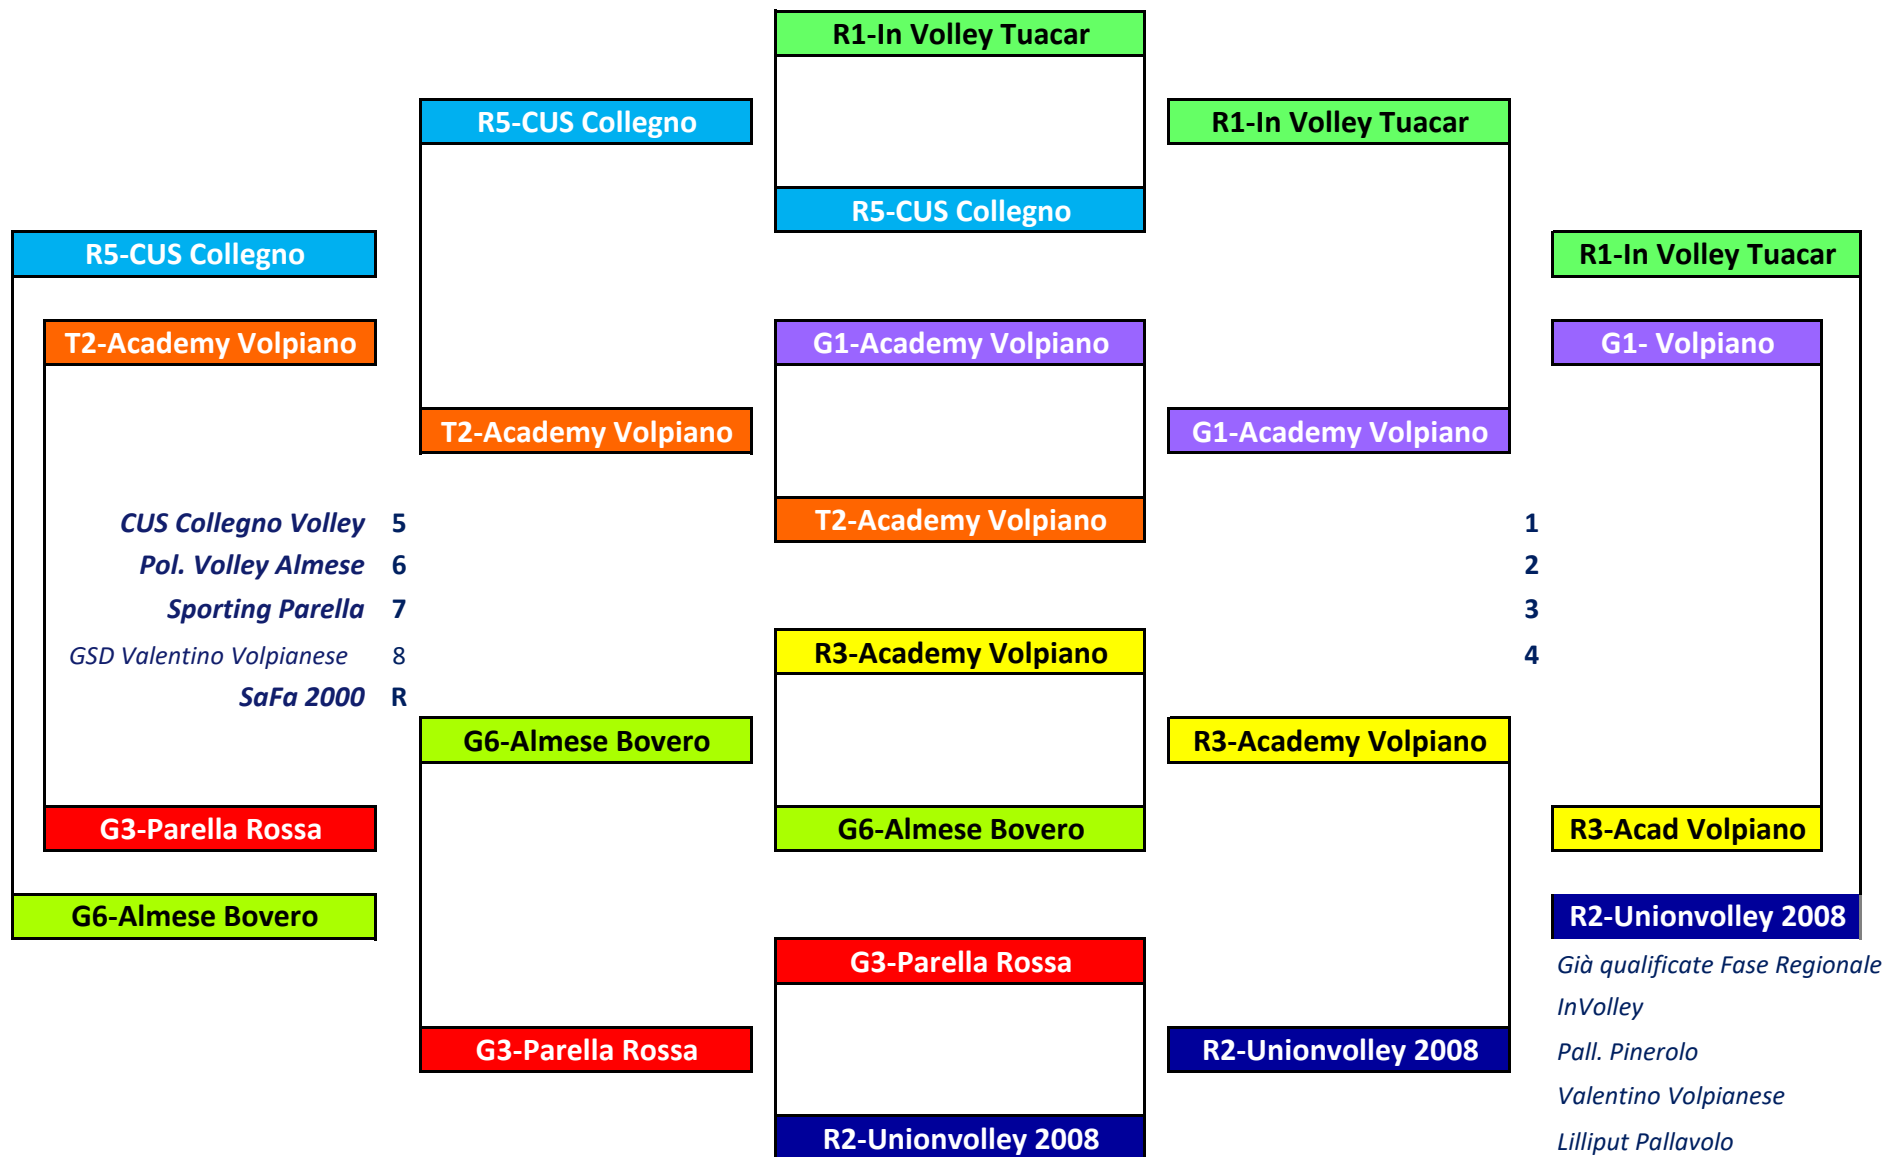 R1-In Volley Tuacar
R5-CUS Collegno
R1-In Volley Tuacar
R5-CUS Collegno
R5-CUS Collegno
R1-In Volley Tuacar
T2-Academy Volpiano
G1-Academy Volpiano
G1- Volpiano
T2-Academy Volpiano
G1-Academy Volpiano
CUS Collegno Volley 5
T2-Academy Volpiano
1
Pol. Volley Almese 6
2
Sporting Parella 7
3
GSD Valentino Volpianese 8
R3-Academy Volpiano
4
SaFa 2000 R
G6-Almese Bovero
R3-Academy Volpiano
G3-Parella Rossa
G6-Almese Bovero
R3-Acad Volpiano
G6-Almese Bovero
R2-Unionvolley 2008
G3-Parella Rossa
Già qualificate Fase Regionale
InVolley
G3-Parella Rossa
R2-Unionvolley 2008
Pall. Pinerolo
Valentino Volpianese
R2-Unionvolley 2008
Lilliput Pallavolo